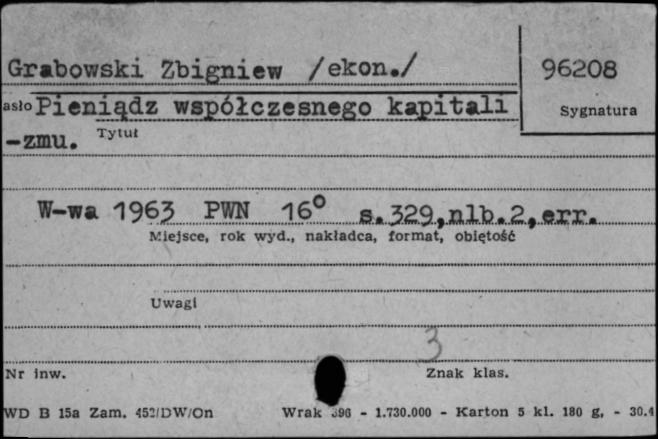 Grabowski Zbigniew /ekon./
96208
asło Pieniądz współczesnego kapitali
Sygnatura
-zmu.
Tytuł
W-wa 1963 PWN 16° s.329,nlb.2,err.
Miejsce, rok wyd., nakładca, format, objętość
Uwagi
3
Nr inw.
Znak klas.
WD B 15a Zam. 452/DW/On Wrak - 1.730.000 - Karton 5 kl. 180 g. - 30.4